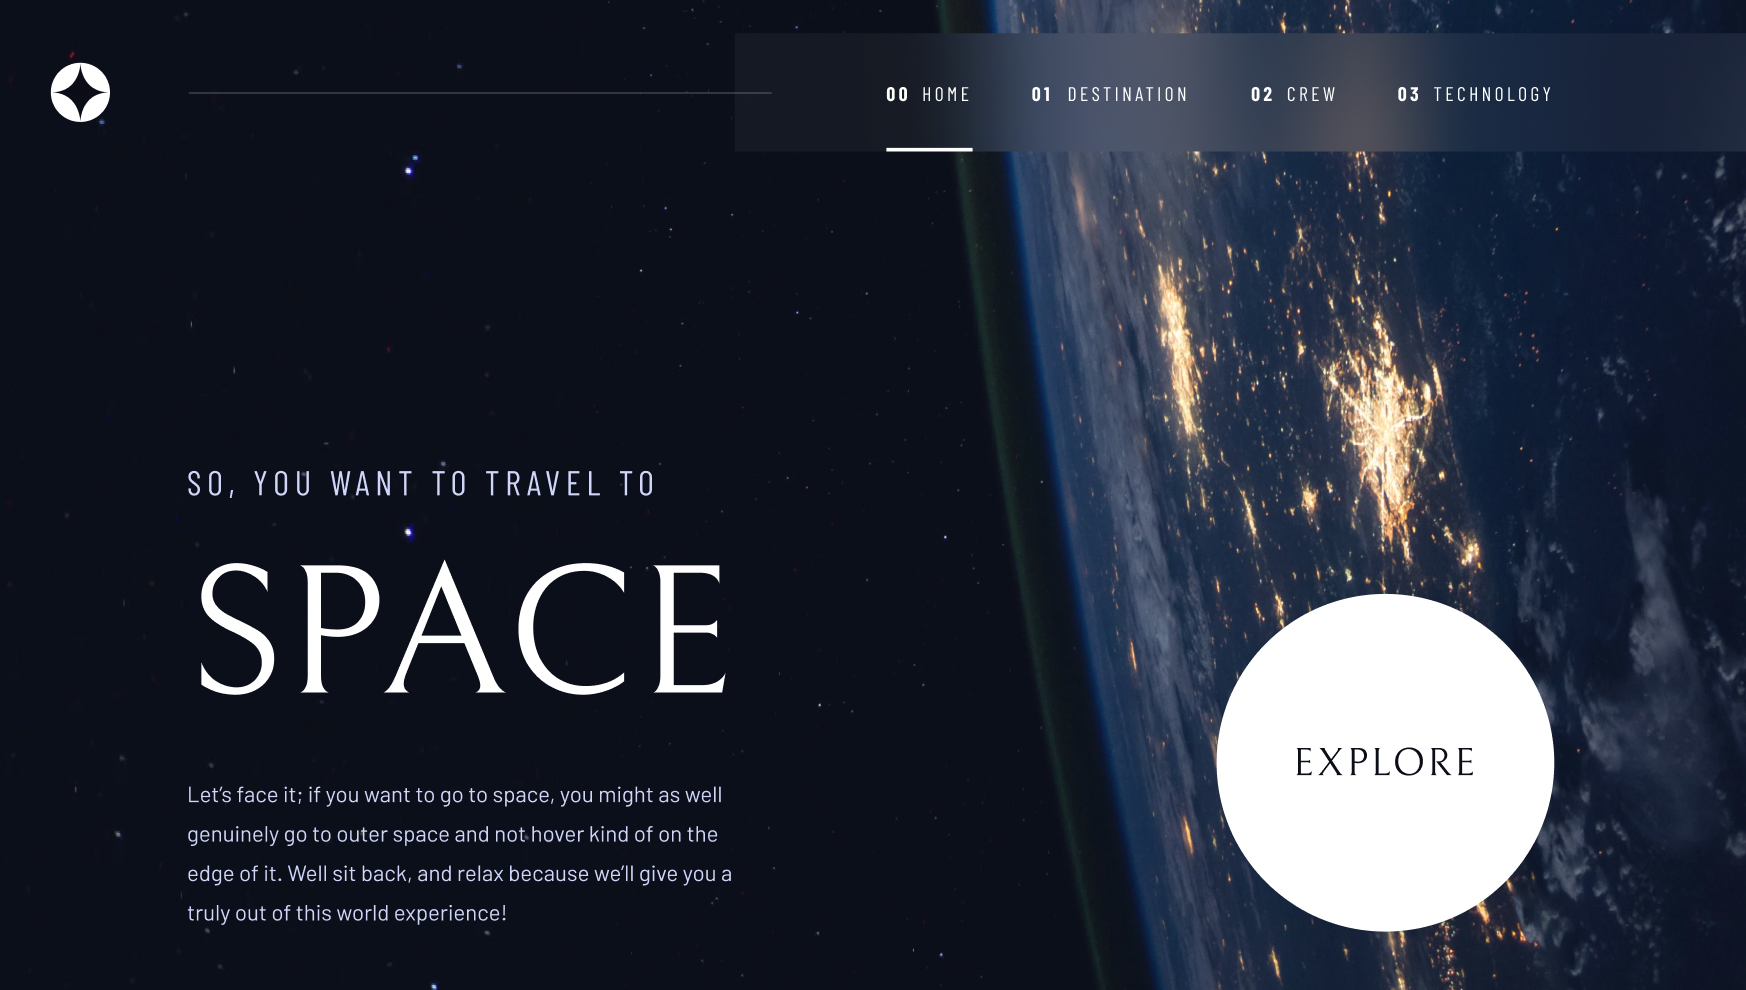 00 HOME 01 DESTINATION 02 CREW 03 TECHNOLOGY
SO, YOU WANT TO TRAVEL TO
SPACE
Let’s face it; if you want to go to space, you might as well
genuinely go to outer space and not hover kind of on the
edge of it. Well sit back, and relax because we’ll give you a
truly out of this world experience!
EXPLORE